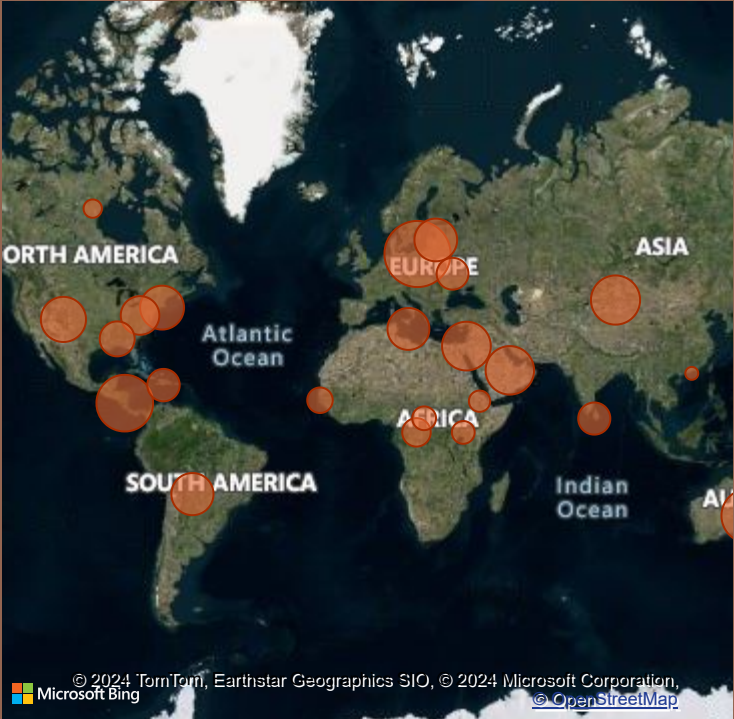 ASIA
ORTH AMERICA
EUROPE
Atlantic
Ocean
AFRICA
SOUTH AMERICA
Indian
Ocean
AU
© 2024 TomTom, Earthstar Geographics SIO, © 2024 Microsoft Corporation,
Microsoft Bing
© OpenStreetMap